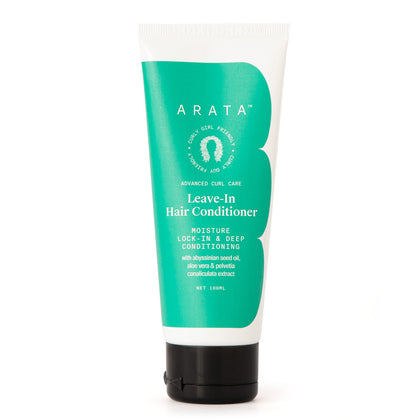 ARATA™
• CURLY GIRL FRIENDLY • CURLY GUY FRIENDLY
ADVANCED CURL CARE
Leave-In
Hair Conditioner
MOISTURE
LOCK-IN & DEEP
CONDITIONING
with abyssinian seed oil,
aloe vera & pelvetia
canaliculata extract
NET 100ML